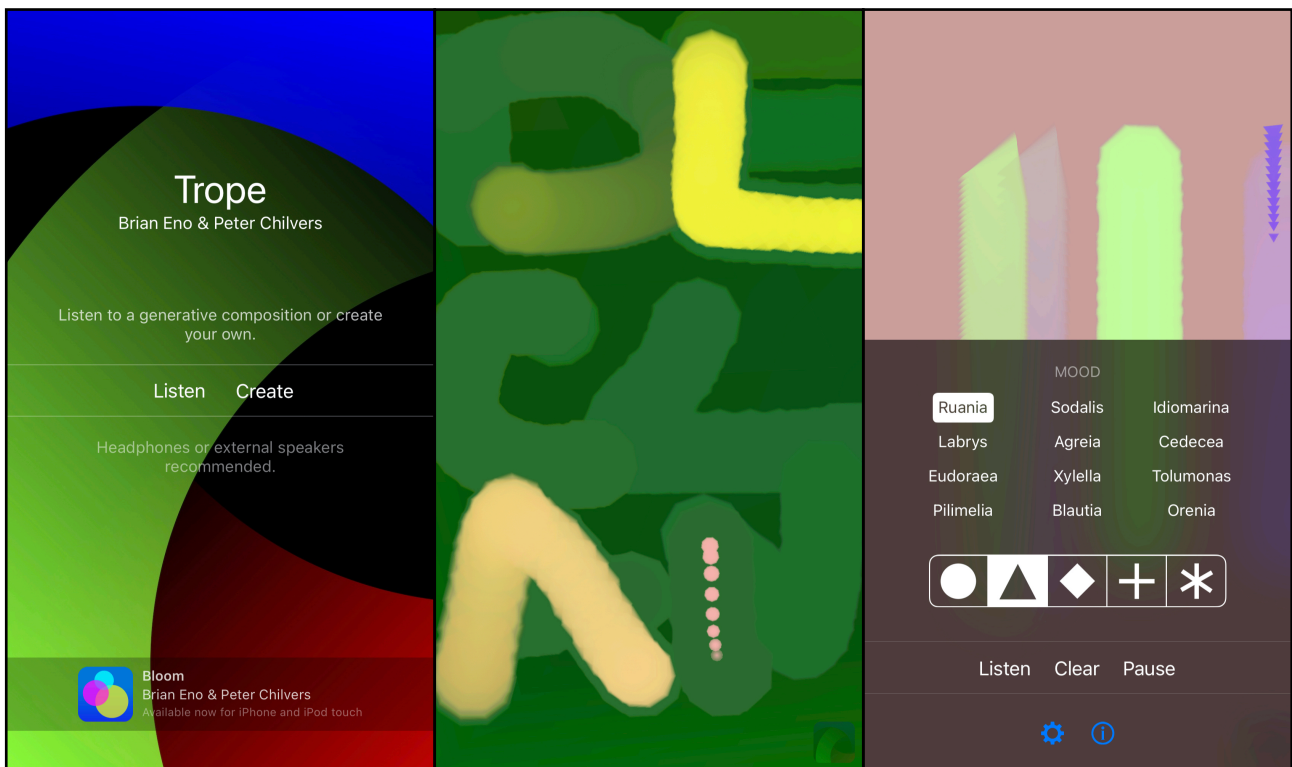 Trope
Brian Eno & Peter Chilvers
Listen to a generative composition or create
your own.
Listen Create
Headphones or external speakers
recommended.
Bloom
Brian Eno & Peter Chilvers
Available now for iPhone and iPod touch
MOOD
Ruania Sodalis Idiomarina
Labrys Agreia Cedecea
Eudoraea Xylella Tolumonas
Pilimelia Blautia Orenia
Listen Clear Pause